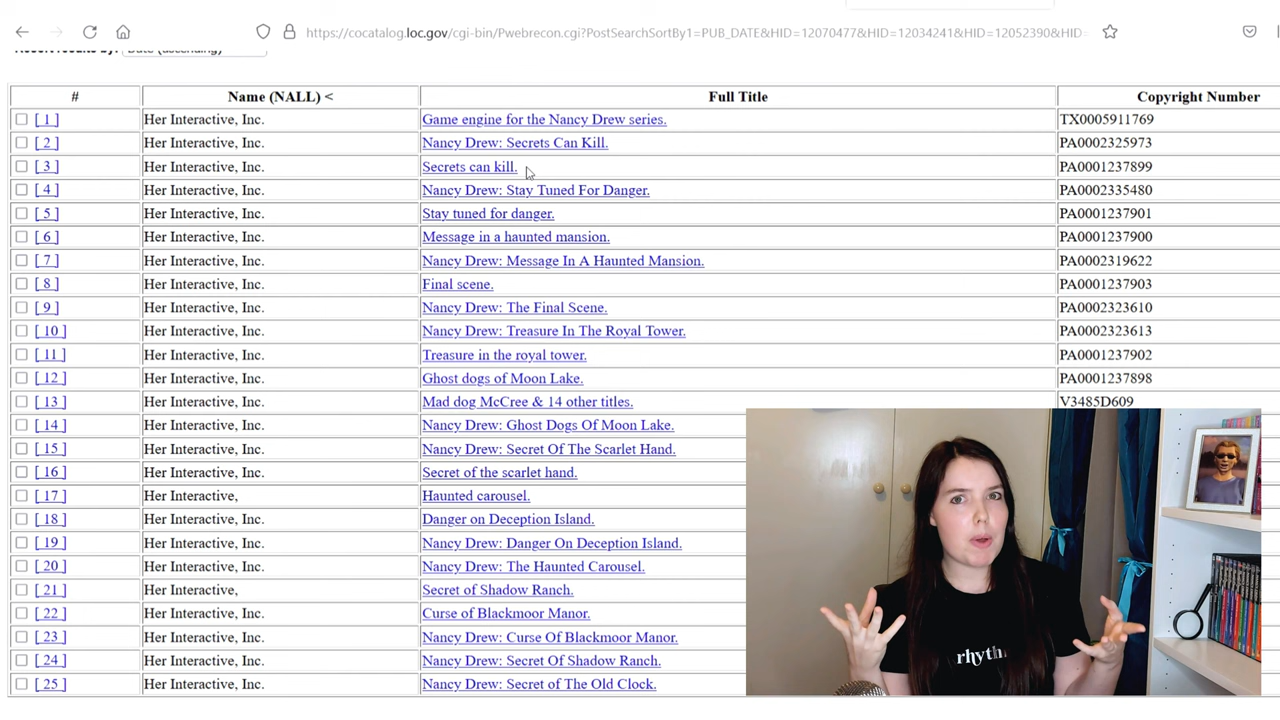 https://cocatalog.loc.gov/cgi-bin/Pwebrecon.cgi?PostSearchSortBy1=PUB_DATE&HID=12070477&HID=12034241&HID=12052390&HID=
Resort results by: Date (ascending)
# Name (NALL) < Full Title Copyright Number
[ 1 ] Her Interactive, Inc. Game engine for the Nancy Drew series. TX0005911769
[ 2 ] Her Interactive, Inc. Nancy Drew: Secrets Can Kill. PA0002325973
[ 3 ] Her Interactive, Inc. Secrets can kill. PA0001237899
[ 4 ] Her Interactive, Inc. Nancy Drew: Stay Tuned For Danger. PA0002335480
[ 5 ] Her Interactive, Inc. Stay tuned for danger. PA0001237901
[ 6 ] Her Interactive, Inc. Message in a haunted mansion. PA0001237900
[ 7 ] Her Interactive, Inc. Nancy Drew: Message In A Haunted Mansion. PA0002319622
[ 8 ] Her Interactive, Inc. Final scene. PA0001237903
[ 9 ] Her Interactive, Inc. Nancy Drew: The Final Scene. PA0002323610
[ 10 ] Her Interactive, Inc. Nancy Drew: Treasure In The Royal Tower. PA0002323613
[ 11 ] Her Interactive, Inc. Treasure in the royal tower. PA0001237902
[ 12 ] Her Interactive, Inc. Ghost dogs of Moon Lake. PA0001237898
[ 13 ] Her Interactive, Inc. Mad dog McCree & 14 other titles. V3485D609
[ 14 ] Her Interactive, Inc. Nancy Drew: Ghost Dogs Of Moon Lake.
[ 15 ] Her Interactive, Inc. Nancy Drew: Secret Of The Scarlet Hand.
[ 16 ] Her Interactive, Inc. Secret of the scarlet hand.
[ 17 ] Her Interactive, Haunted carousel.
[ 18 ] Her Interactive, Inc. Danger on Deception Island.
[ 19 ] Her Interactive, Inc. Nancy Drew: Danger On Deception Island.
[ 20 ] Her Interactive, Inc. Nancy Drew: The Haunted Carousel.
[ 21 ] Her Interactive, Secret of Shadow Ranch.
[ 22 ] Her Interactive, Inc. Curse of Blackmoor Manor.
[ 23 ] Her Interactive, Inc. Nancy Drew: Curse Of Blackmoor Manor.
[ 24 ] Her Interactive, Inc. Nancy Drew: Secret Of Shadow Ranch.
[ 25 ] Her Interactive, Inc. Nancy Drew: Secret of The Old Clock.
rhyth